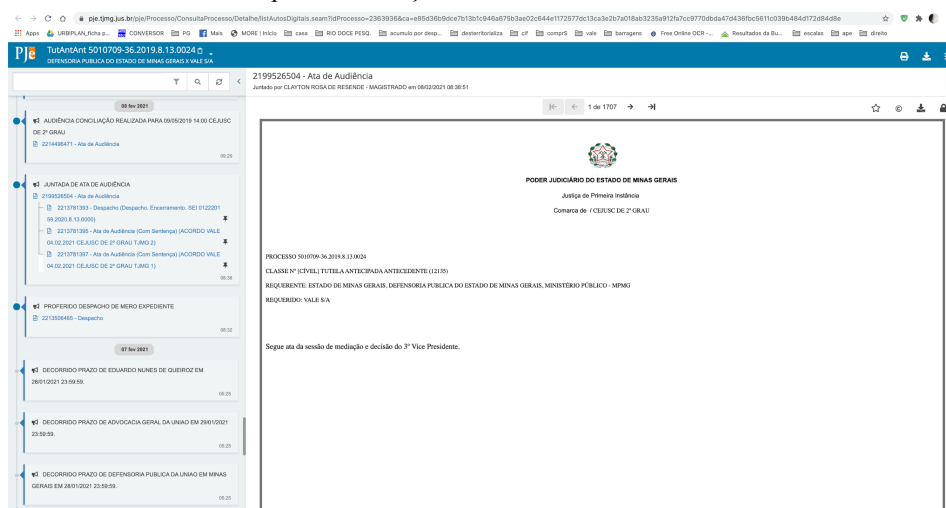 pje.tjmg.jus.br/pje/Processo/ConsultaProcesso/Detalhe/listAutosDigitais.seam?idProcesso=2363936&ca=e85d36b9dce7b13b1c946a675b3ae02c644e1172577dc13ca3e2b7a018ab3235a912fa7cc9770dbda47d436fbc5611c039b484d172d84d8e
Apps URBIPLAN_ficha p... CONVERSOR PG Mais MORE | Início casa RIO DOCE PESQ. acumulo por desp... desterritorializa clf comprS vale barragens Free Online OCR -... Resultados da Bu... escalas ape direito
PJe TutAntAnt 5010709-36.2019.8.13.0024
DEFENSORIA PUBLICA DO ESTADO DE MINAS GERAIS X VALE S/A
2199526504 - Ata de Audiência
Juntado por CLAYTON ROSA DE RESENDE - MAGISTRADO em 08/02/2021 08:38:51
1 de 1707
08 fev 2021
AUDIÊNCIA CONCILIAÇÃO REALIZADA PARA 09/05/2019 14:00 CEJUSC
DE 2º GRAU
2214498471 - Ata de Audiência
09:26
JUNTADA DE ATA DE AUDIÊNCIA
2199526504 - Ata de Audiência
2213781393 - Despacho (Despacho. Encerramento. SEI 0122201
59.2020.8.13.0000)
2213781395 - Ata de Audiência (Com Sentença) (ACORDO VALE
04.02.2021 CEJUSC DE 2º GRAU TJMG 2)
2213781397 - Ata de Audiência (Com Sentença) (ACORDO VALE
04.02.2021 CEJUSC DE 2º GRAU TJMG 1)
08:38
PROFERIDO DESPACHO DE MERO EXPEDIENTE
2213506465 - Despacho
08:32
07 fev 2021
DECORRIDO PRAZO DE EDUARDO NUNES DE QUEIROZ EM
28/01/2021 23:59:59.
05:25
DECORRIDO PRAZO DE ADVOCACIA GERAL DA UNIAO EM 29/01/2021
23:59:59.
05:25
DECORRIDO PRAZO DE DEFENSORIA PUBLICA DA UNIAO EM MINAS
GERAIS EM 28/01/2021 23:59:59.
05:25
PODER JUDICIÁRIO DO ESTADO DE MINAS GERAIS
Justiça de Primeira Instância
Comarca de / CEJUSC DE 2º GRAU
PROCESSO 5010709-36.2019.8.13.0024
CLASSE Nº [CÍVEL] TUTELA ANTECIPADA ANTECEDENTE (12135)
REQUERENTE: ESTADO DE MINAS GERAIS, DEFENSORIA PUBLICA DO ESTADO DE MINAS GERAIS, MINISTÉRIO PÚBLICO - MPMG
REQUERIDO: VALE S/A
Segue ata da sessão de mediação e decisão do 3º Vice Presidente.